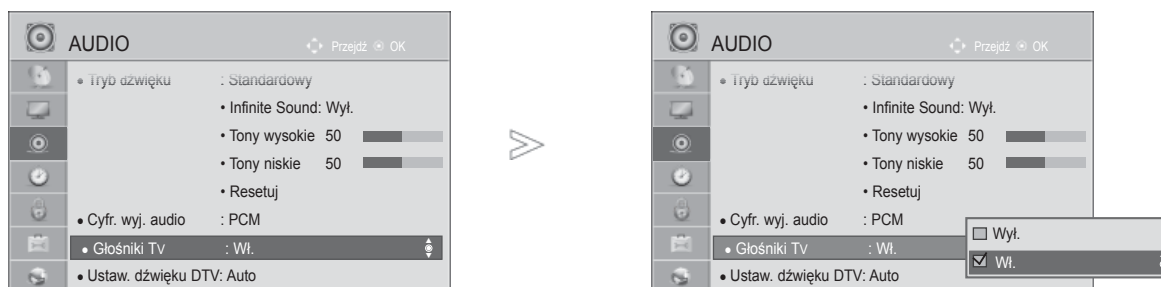 AUDIO Przejdź OK
• Tryb dźwięku : Standardowy
• Infinite Sound: Wył.
• Tony wysokie 50
• Tony niskie 50
• Resetuj
• Cyfr. wyj. audio : PCM
• Głośniki TV : Wł.
• Ustaw. dźwięku DTV: Auto
>
AUDIO Przejdź OK
• Tryb dźwięku : Standardowy
• Infinite Sound: Wył.
• Tony wysokie 50
• Tony niskie 50
• Resetuj
• Cyfr. wyj. audio : PCM
• Głośniki TV : Wł.
• Ustaw. dźwięku DTV: Auto
Wył.
Wł.